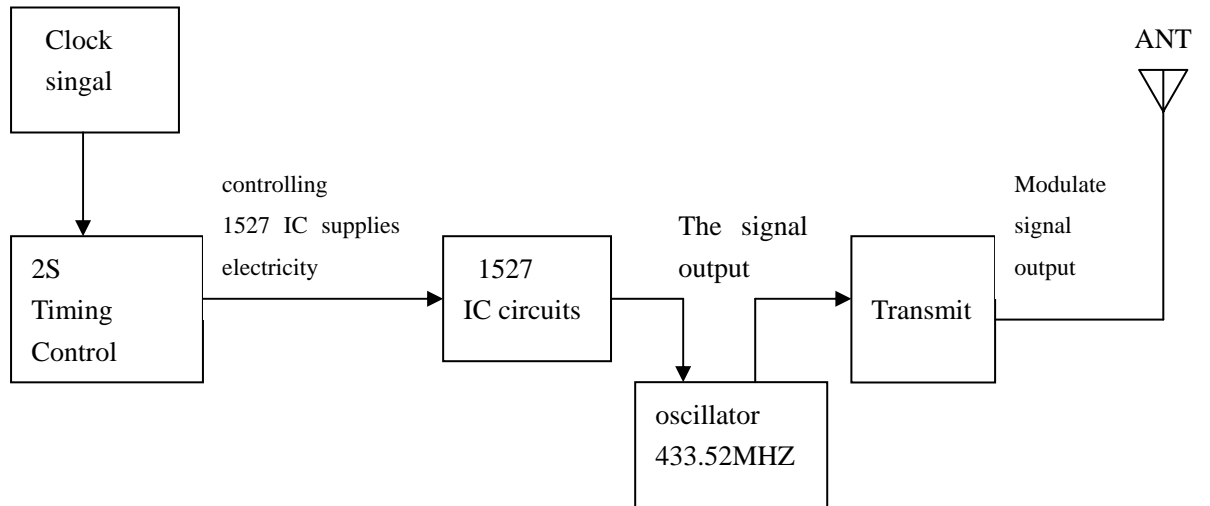 Clock
singal
ANT
controlling
1527 IC supplies
electricity
Modulate
signal
output
The signal
output
2S
Timing
Control
1527
IC circuits
Transmit
oscillator
433.52MHZ